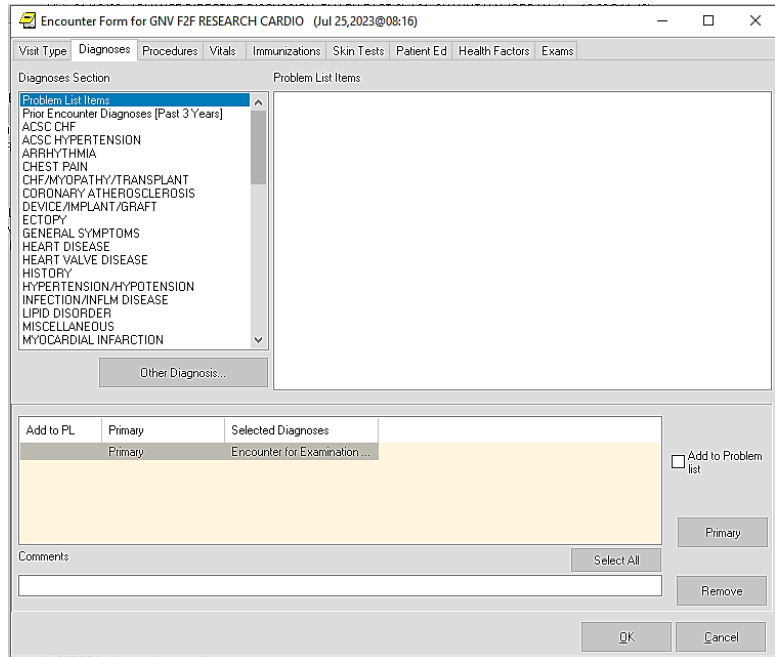 Encounter Form for GNV F2F RESEARCH CARDIO (Jul 25,2023@08:16)
Visit Type Diagnoses Procedures Vitals Immunizations Skin Tests Patient Ed Health Factors Exams
Diagnoses Section
Problem List Items
Prior Encounter Diagnoses [Past 3 Years]
ACSC CHF
ACSC HYPERTENSION
ARRHYTHMIA
CHEST PAIN
CHF/MYOPATHY/TRANSPLANT
CORONARY ATHEROSCLEROSIS
DEVICE/IMPLANT/GRAFT
ECTOPY
GENERAL SYMPTOMS
HEART DISEASE
HEART VALVE DISEASE
HISTORY
HYPERTENSION/HYPOTENSION
INFECTION/INFLM DISEASE
LIPID DISORDER
MISCELLANEOUS
MYOCARDIAL INFARCTION
Other Diagnosis...
Problem List Items
Add to PL Primary Selected Diagnoses
Primary Encounter for Examination ...
Add to Problem
list
Primary
Comments
Select All
Remove
OK
Cancel